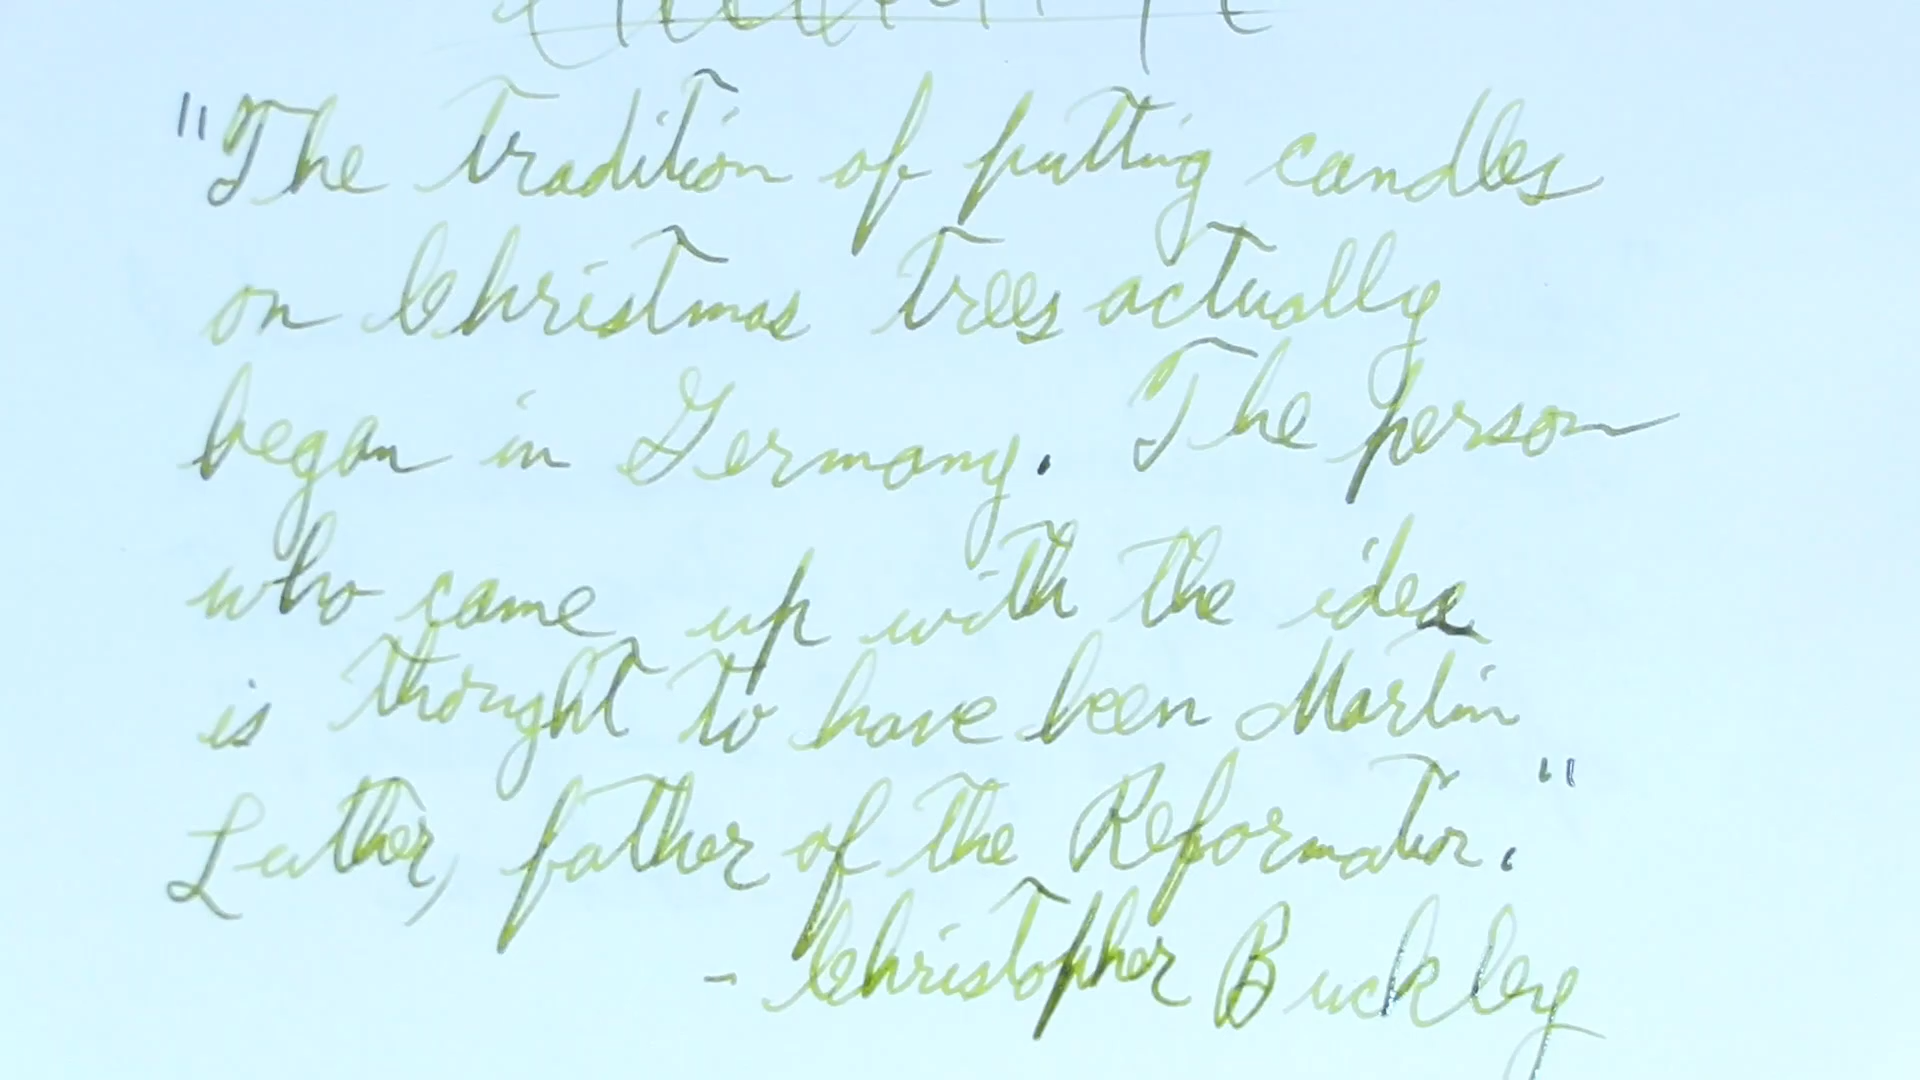 "The tradition of putting candles
on Christmas trees actually
began in Germany. The person
who came up with the idea
is thought to have been Martin
Luther, father of the Reformation."
- Christopher Buckley